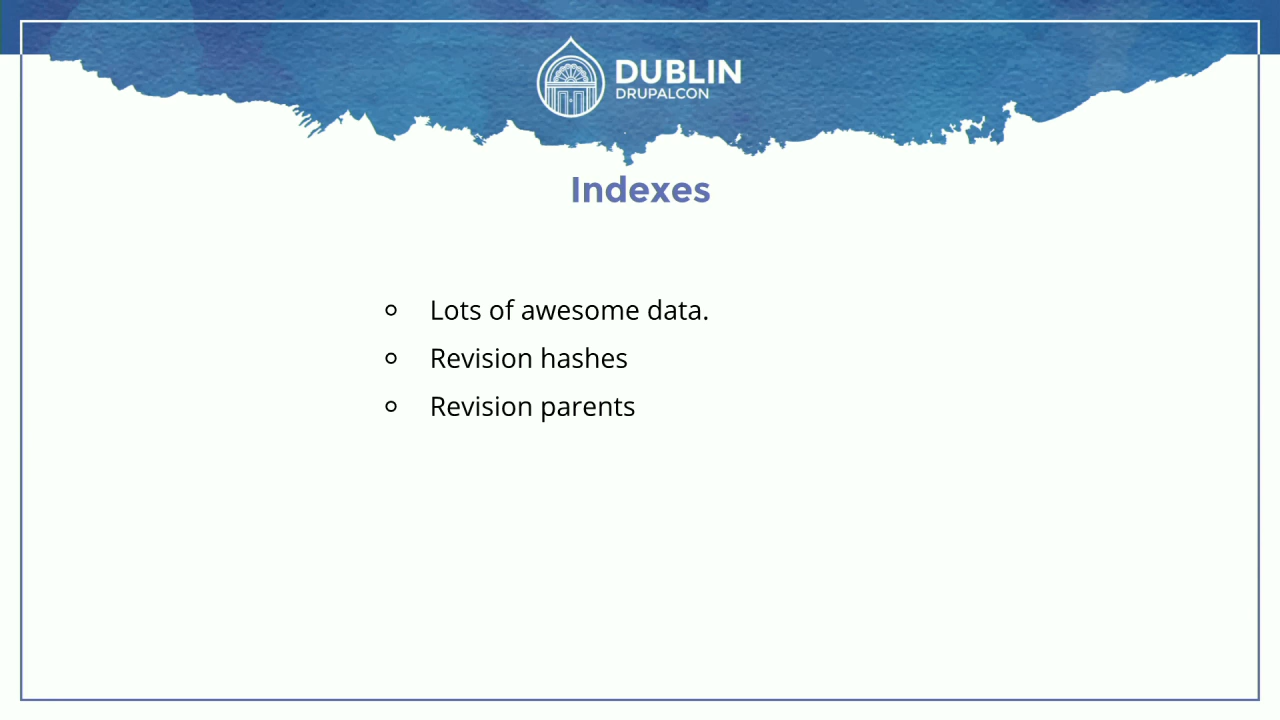 DUBLIN
DRUPALCON
Indexes
Lots of awesome data.
Revision hashes
Revision parents